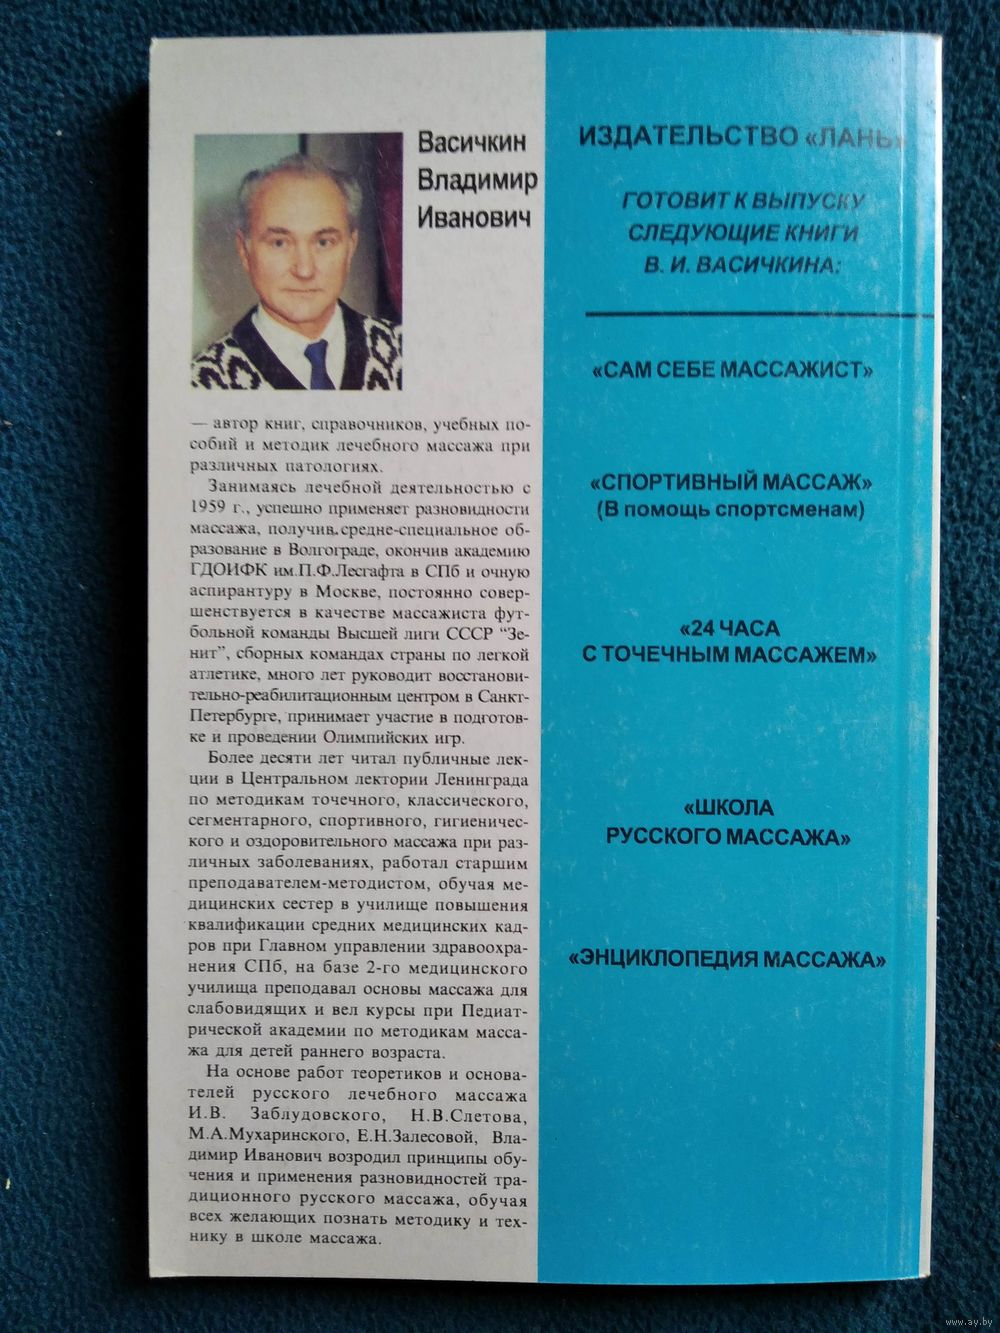 Васичкин
Владимир
Иванович
— автор книг, справочников, учебных по-
собий и методик лечебного массажа при
различных патологиях.
Занимаясь лечебной деятельностью с
1959 г., успешно применяет разновидности
массажа, получив средне-специальное об-
разование в Волгограде, окончив академию
ГДОИФК им.П.Ф.Лесгафта в СПб и очную
аспирантуру в Москве, постоянно совер-
шенствуется в качестве массажиста фут-
больной команды Высшей лиги СССР "Зе-
нит", сборных командах страны по легкой
атлетике, много лет руководит восстанови-
тельно-реабилитационным центром в Санкт-
Петербурге, принимает участие в подготов-
ке и проведении Олимпийских игр.
Более десяти лет читал публичные лек-
ции в Центральном лектории Ленинграда
по методикам точечного, классического,
сегментарного, спортивного, гигиеническ-
ого и оздоровительного массажа при раз-
личных заболеваниях, работал старшим
преподавателем-методистом, обучая ме-
дицинских сестер в училище повышения
квалификации средних медицинских кад-
ров при Главном управлении здравоохра-
нения СПб, на базе 2-го медицинского
училища преподавал основы массажа для
слабовидящих и вел курсы при Педиат-
рической академии по методикам масса-
жа для детей раннего возраста.
На основе работ теоретиков и основа-
телей русского лечебного массажа
И.В. Заблудовского, Н.В.Слетова,
М.А.Мухаринского, Е.Н.Залесовой, Вла-
димир Иванович возродил принципы обу-
чения и применения разновидностей тра-
диционного русского массажа, обучая
всех желающих познать методику и тех-
нику в школе массажа.
ИЗДАТЕЛЬСТВО «ЛАНЬ»
ГОТОВИТ К ВЫПУСКУ
СЛЕДУЮЩИЕ КНИГИ
В. И. ВАСИЧКИНА:
«САМ СЕБЕ МАССАЖИСТ»
«СПОРТИВНЫЙ МАССАЖ»
(В помощь спортсменам)
«24 ЧАСА
С ТОЧЕЧНЫМ МАССАЖЕМ»
«ШКОЛА
РУССКОГО МАССАЖА»
«ЭНЦИКЛОПЕДИЯ МАССАЖА»
www.ay.by